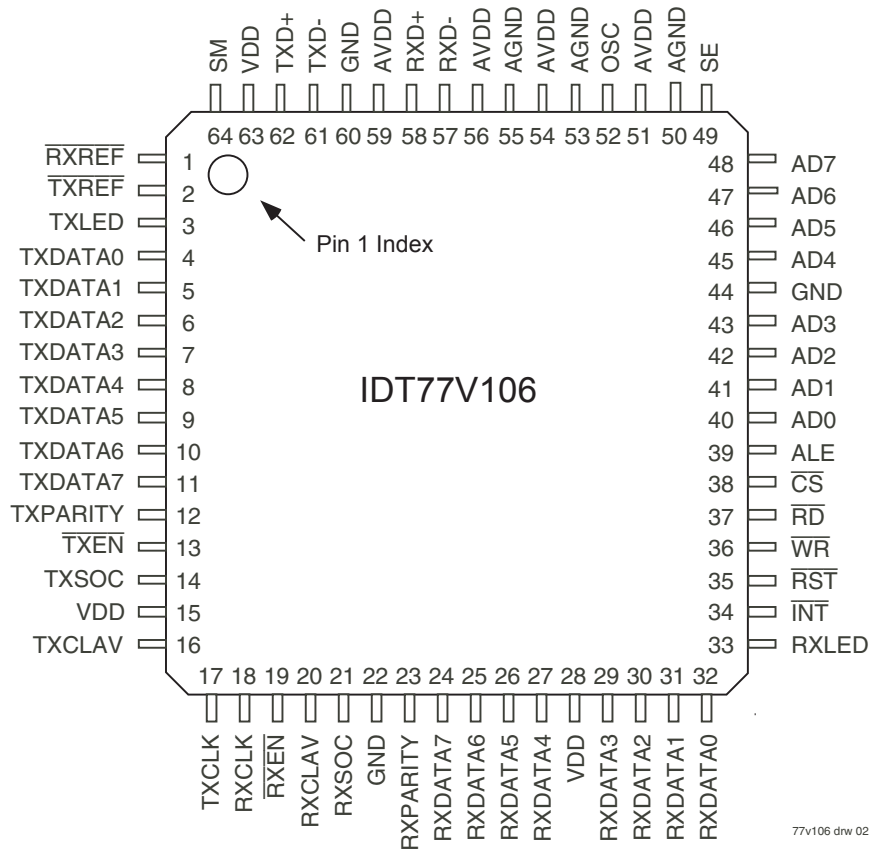 SM
VDD
TXD+
TXD-
GND
AVDD
RXD+
RXD-
AVDD
AGND
AVDD
AGND
OSC
AVDD
AGND
SE
64 63 62 61 60 59 58 57 56 55 54 53 52 51 50 49
RXREF 1
TXREF 2
TXLED 3
TXDATA0 4
TXDATA1 5
TXDATA2 6
TXDATA3 7
TXDATA4 8
TXDATA5 9
TXDATA6 10
TXDATA7 11
TXPARITY 12
TXEN 13
TXSOC 14
VDD 15
TXCLAV 16
Pin 1 Index
IDT77V106
48 AD7
47 AD6
46 AD5
45 AD4
44 GND
43 AD3
42 AD2
41 AD1
40 AD0
39 ALE
38 CS
37 RD
36 WR
35 RST
34 INT
33 RXLED
17 18 19 20 21 22 23 24 25 26 27 28 29 30 31 32
TXCLK
RXCLK
RXEN
RXCLAV
RXSOC
GND
RXPARITY
RXDATA7
RXDATA6
RXDATA5
RXDATA4
VDD
RXDATA3
RXDATA2
RXDATA1
RXDATA0
77v106 drw 02